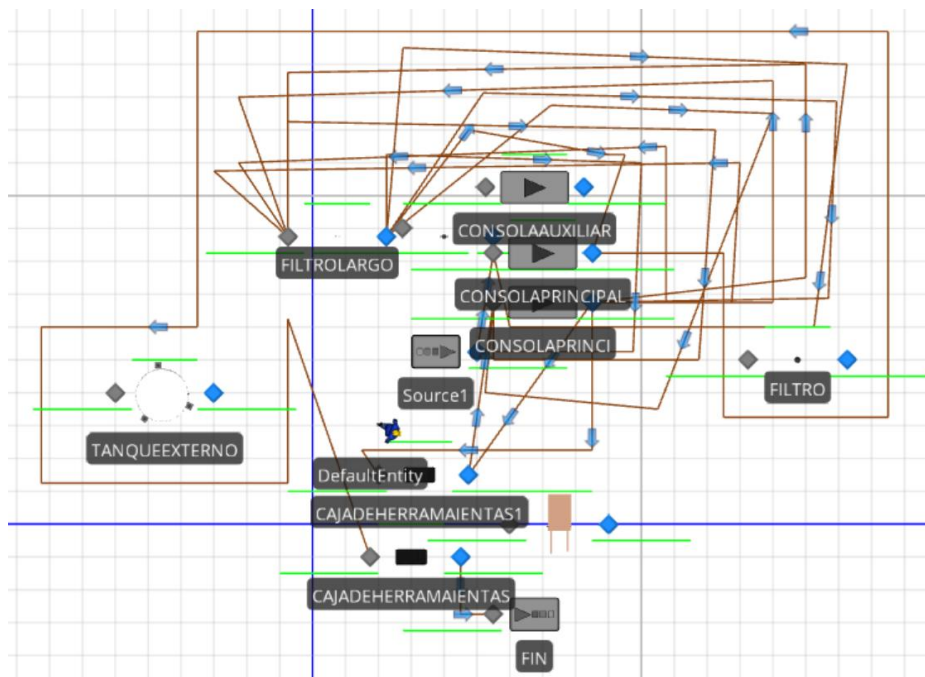 CONSOLAAUXILIAR
FILTROLARGO
CONSOLAPRINCIPAL
CONSOLAPRINCI
FILTRO
Source1
TANQUEEXTERNO
DefaultEntity
CAJADEHERRAMAIENTAS1
CAJADEHERRAMAIENTAS
FIN